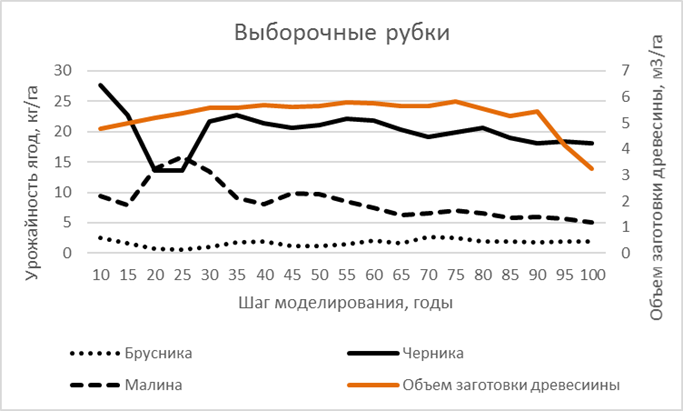 Выборочные рубки
Урожайность ягод, кг/га
30
25
20
15
10
5
0
7
6
5
4
3
2
1
0
Объем заготовки древесины, м3/га
10 15 20 25 30 35 40 45 50 55 60 65 70 75 80 85 90 95 100
Шаг моделирования, годы
Брусника
Черника
Малина
Объем заготовки древесиины